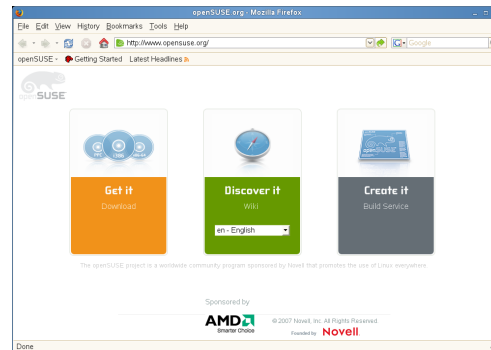 openSUSE.org - Mozilla Firefox
File Edit View History Bookmarks Tools Help
http://www.opensuse.org/
Google
openSUSE Getting Started Latest Headlines
openSUSE
Get it
Download
Discover it
Wiki
en - English
Create it
Build Service
The openSUSE project is a worldwide community program sponsored by Novell that promotes the use of Linux everywhere.
Sponsored by
AMD
Smarter Choice
© 2007 Novell, Inc. All Rights Reserved
Founded by Novell.
Done